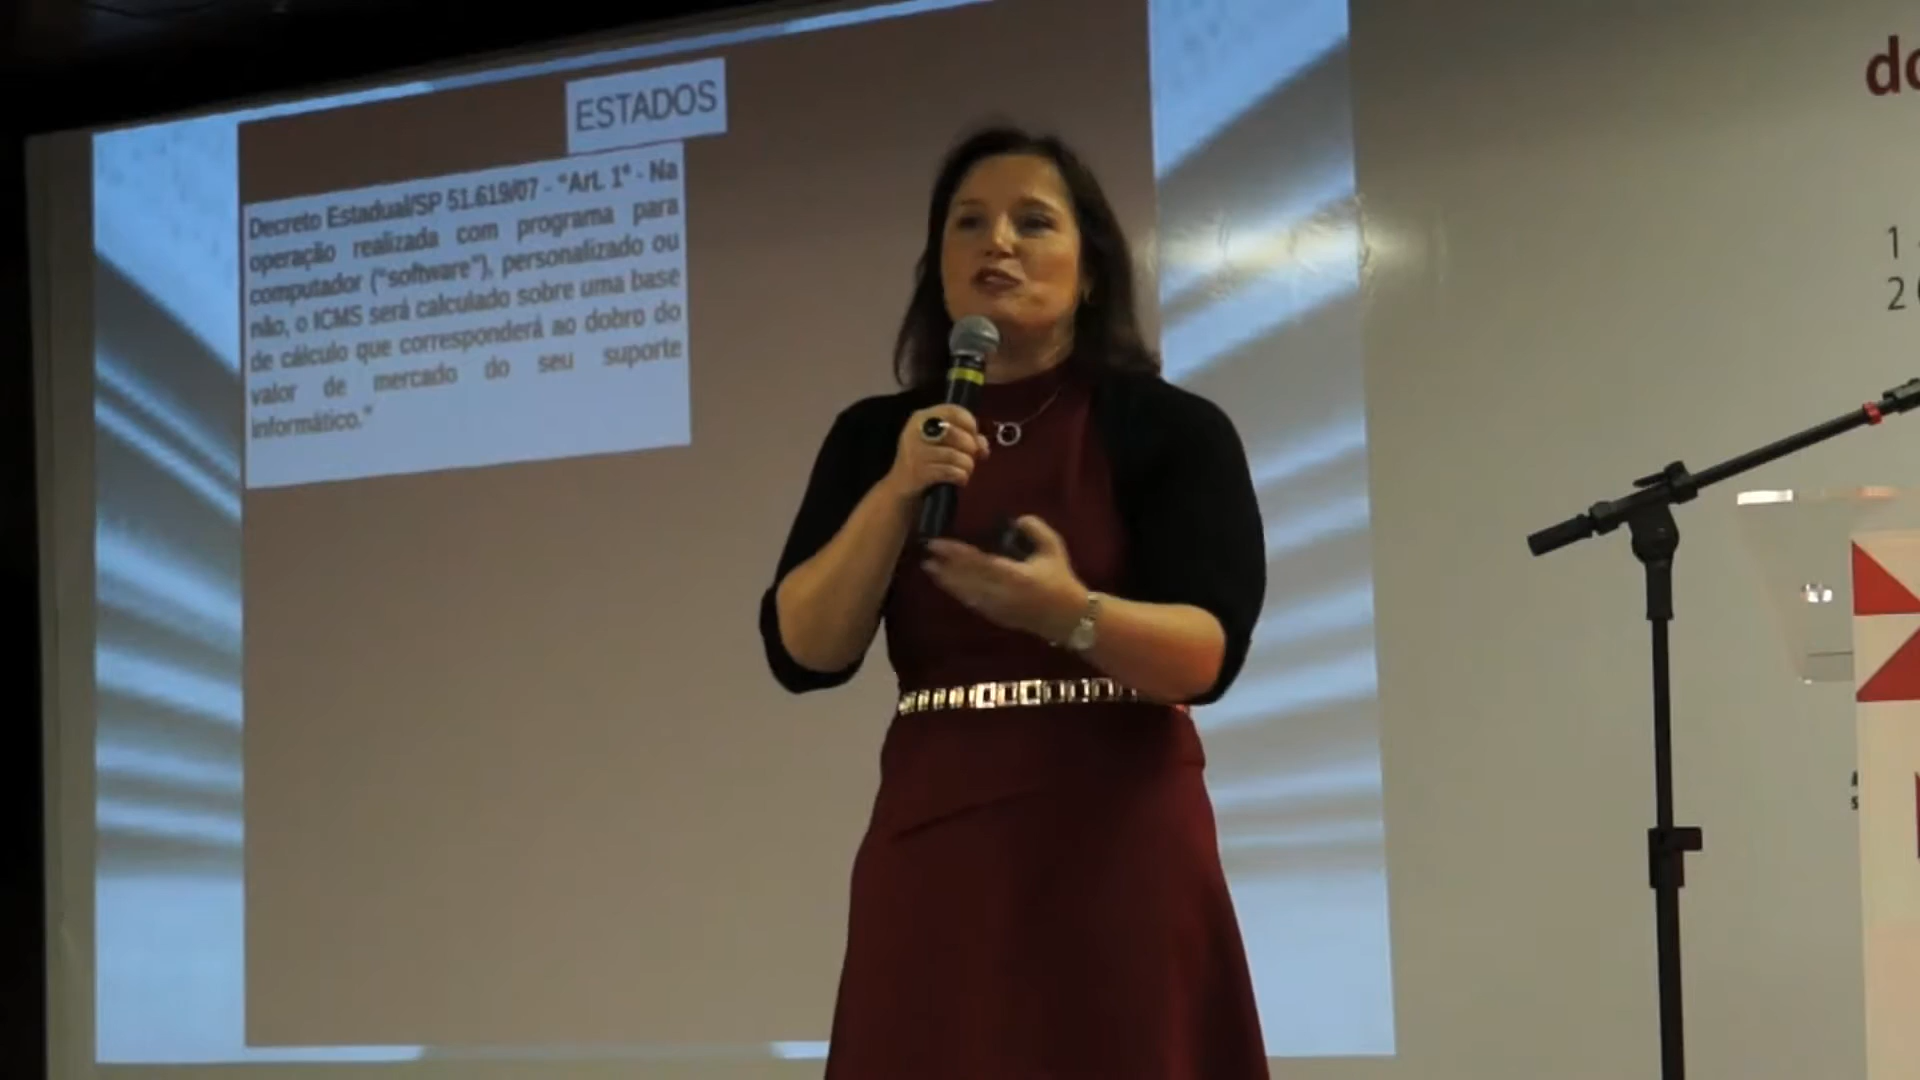 ESTADOS
Decreto Estadual/SP 51.619/07 - "Art. 1º - Na
operação realizada com programa para
computador ("software"), personalizado ou
não, o ICMS será calculado sobre uma base
de cálculo que corresponderá ao dobro do
valor de mercado do seu suporte
informático."
do
1
2